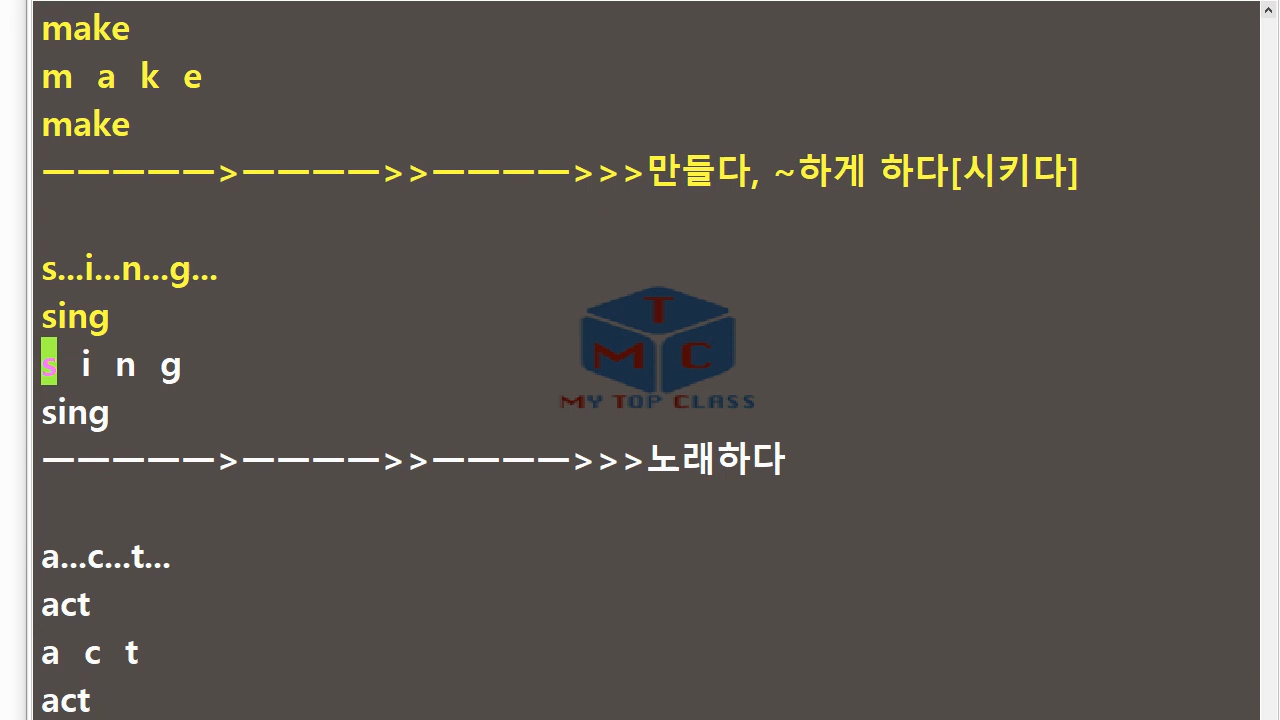 make
m a k e
make
ㅡㅡㅡㅡㅡ>ㅡㅡㅡㅡ>>ㅡㅡㅡㅡ>>>만들다, ~하게 하다[시키다]
s...i...n...g...
sing
s i n g
sing
ㅡㅡㅡㅡㅡ>ㅡㅡㅡㅡ>>ㅡㅡㅡㅡ>>>노래하다
T
M C
MY TOP CLASS
a...c...t...
act
a c t
act